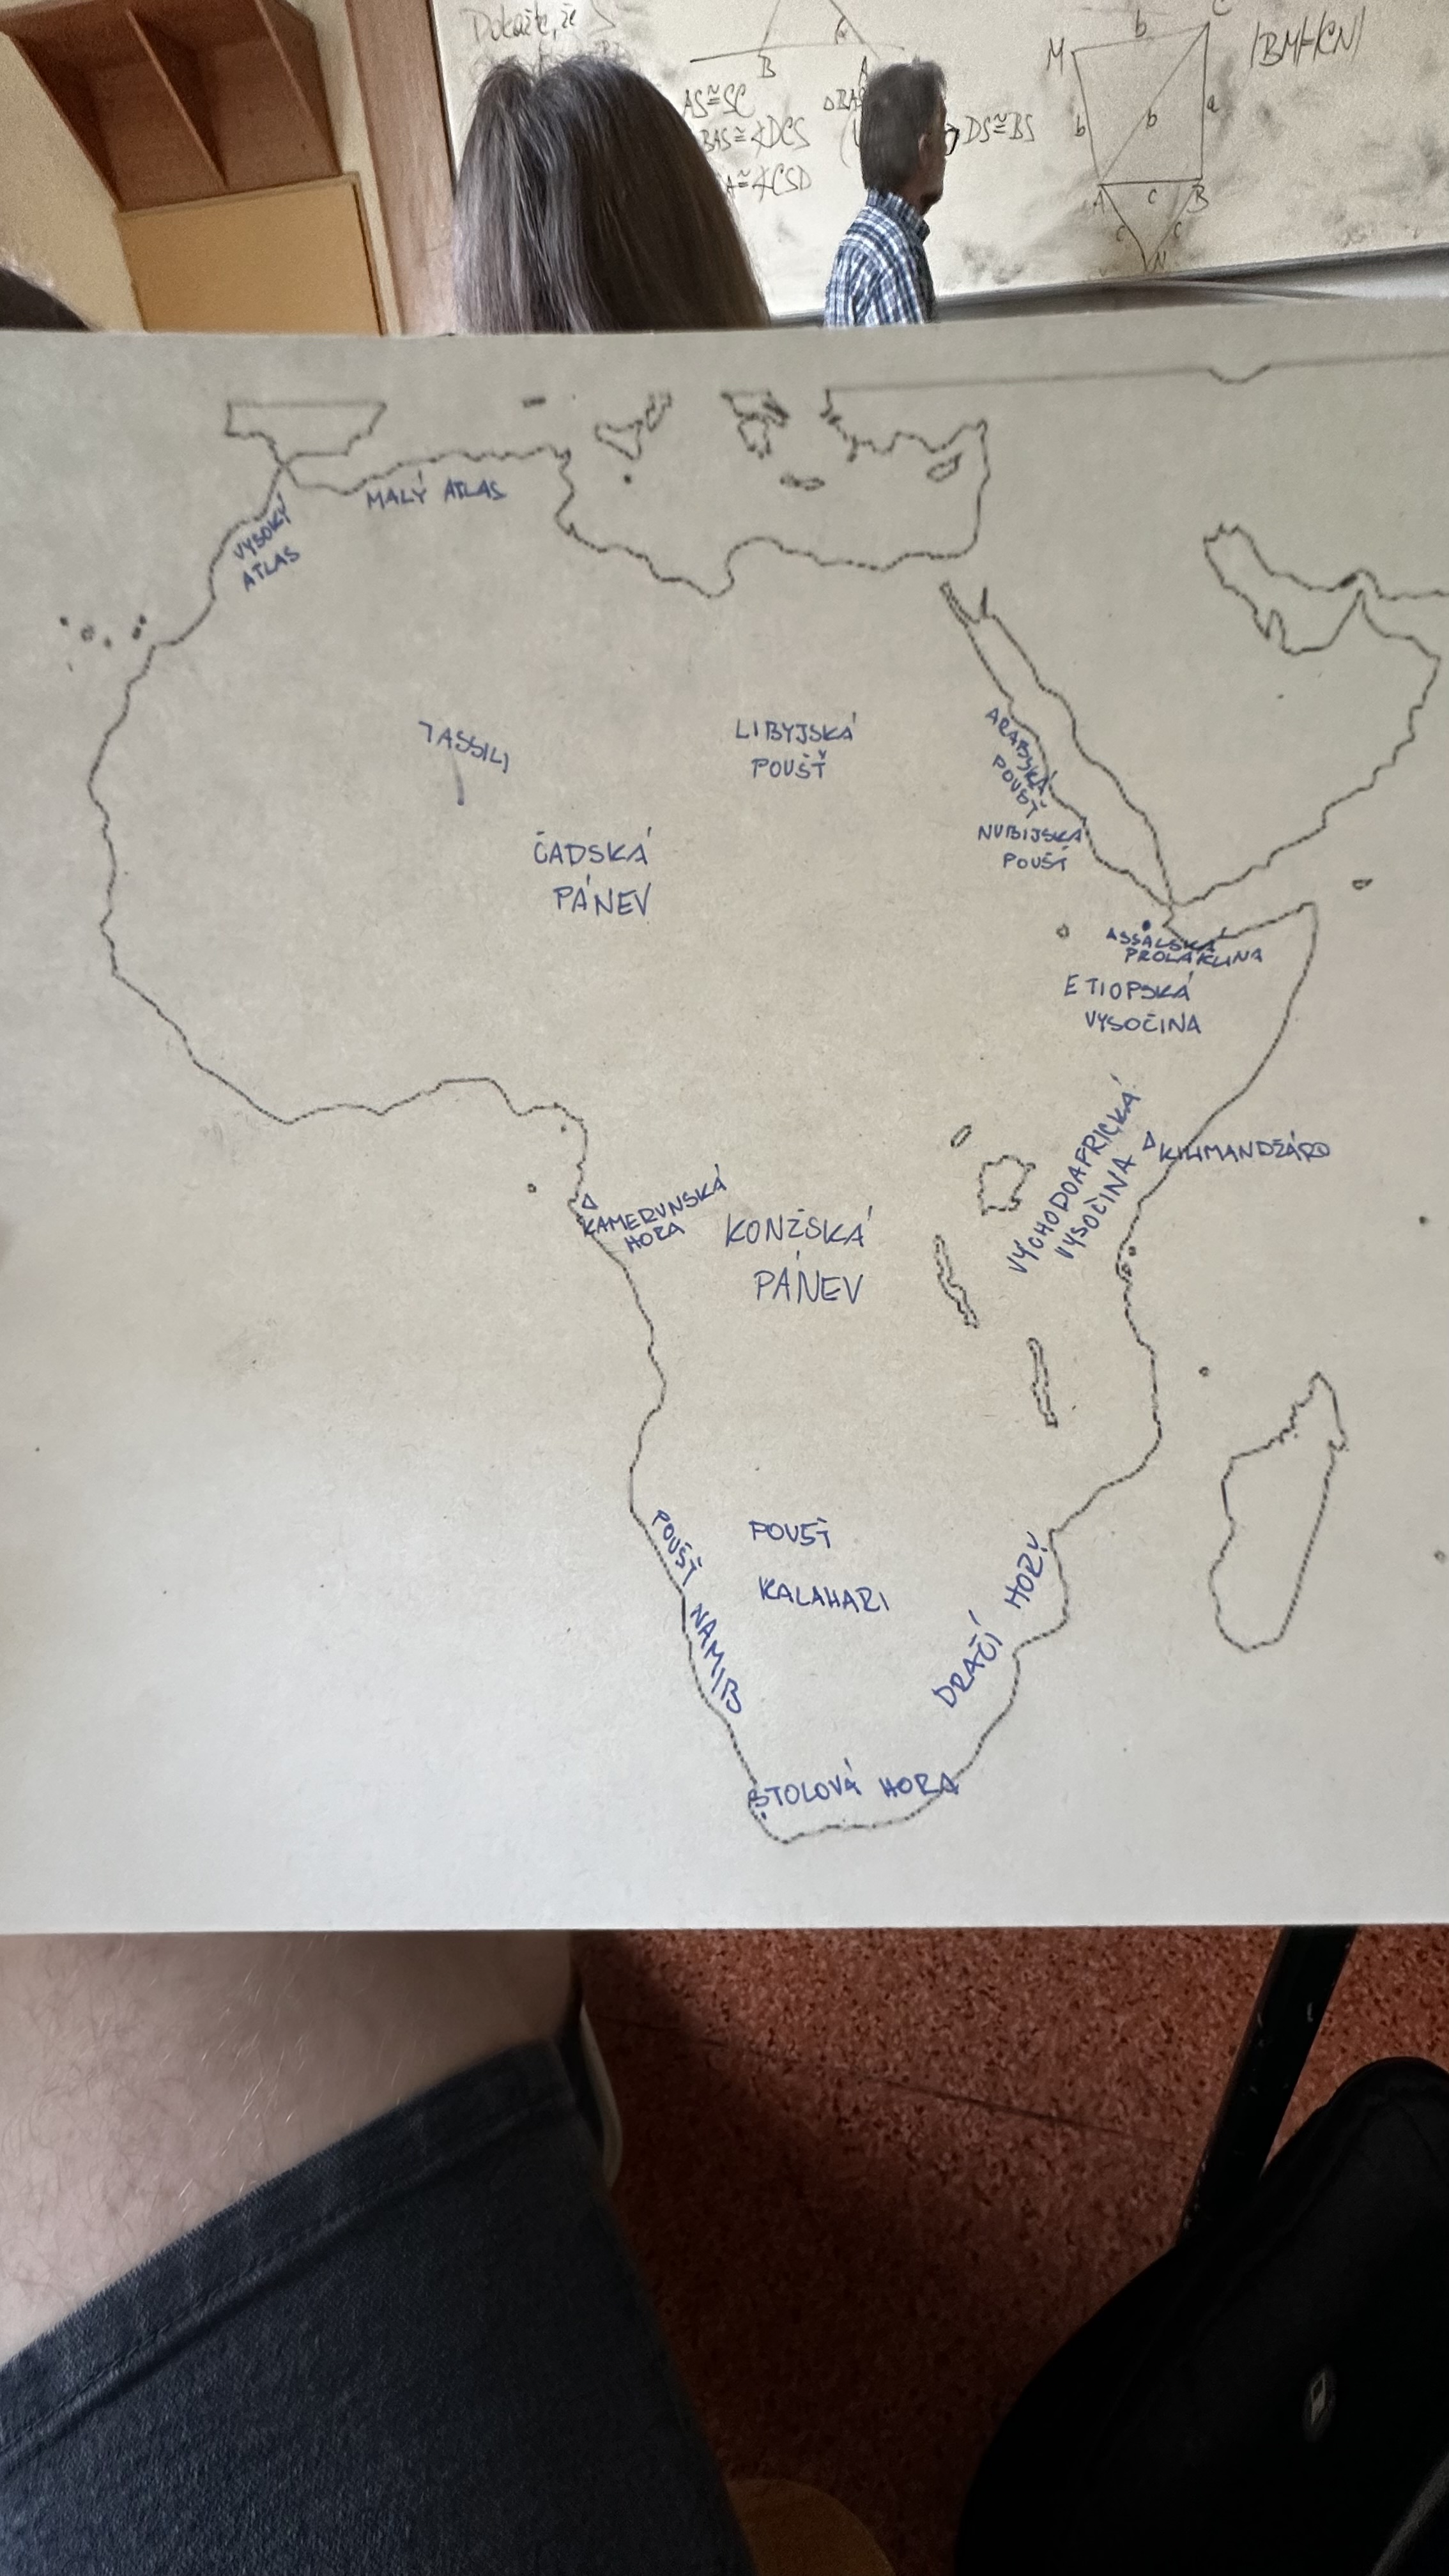 Dokažte, že
B
A
AS≅SC
BAS≅∢DCS
≅∢CSD
DS≅BS
M
b
C
|BM|=|CN|
b
b
a
A
c
B
c
c
N
MALÝ ATLAS
VYSOKÝ
ATLAS
TASSILI
LIBYJSKÁ
POUŠŤ
ARABSKÁ
POUŠŤ
NUBIJSKÁ
POUŠŤ
ČADSKÁ
PÁNEV
ASSALSKÁ
PROLÁKLINA
ETIOPSKÁ
VYSOČINA
VÝCHODOAFRICKÁ
VYSOČINA
KILIMANDŽÁRO
KAMERUNSKÁ
HORA
KONŽSKÁ
PÁNEV
POUŠŤ NAMIB
POUŠŤ
KALAHARI
DRAČÍ HORY
STOLOVÁ HORA